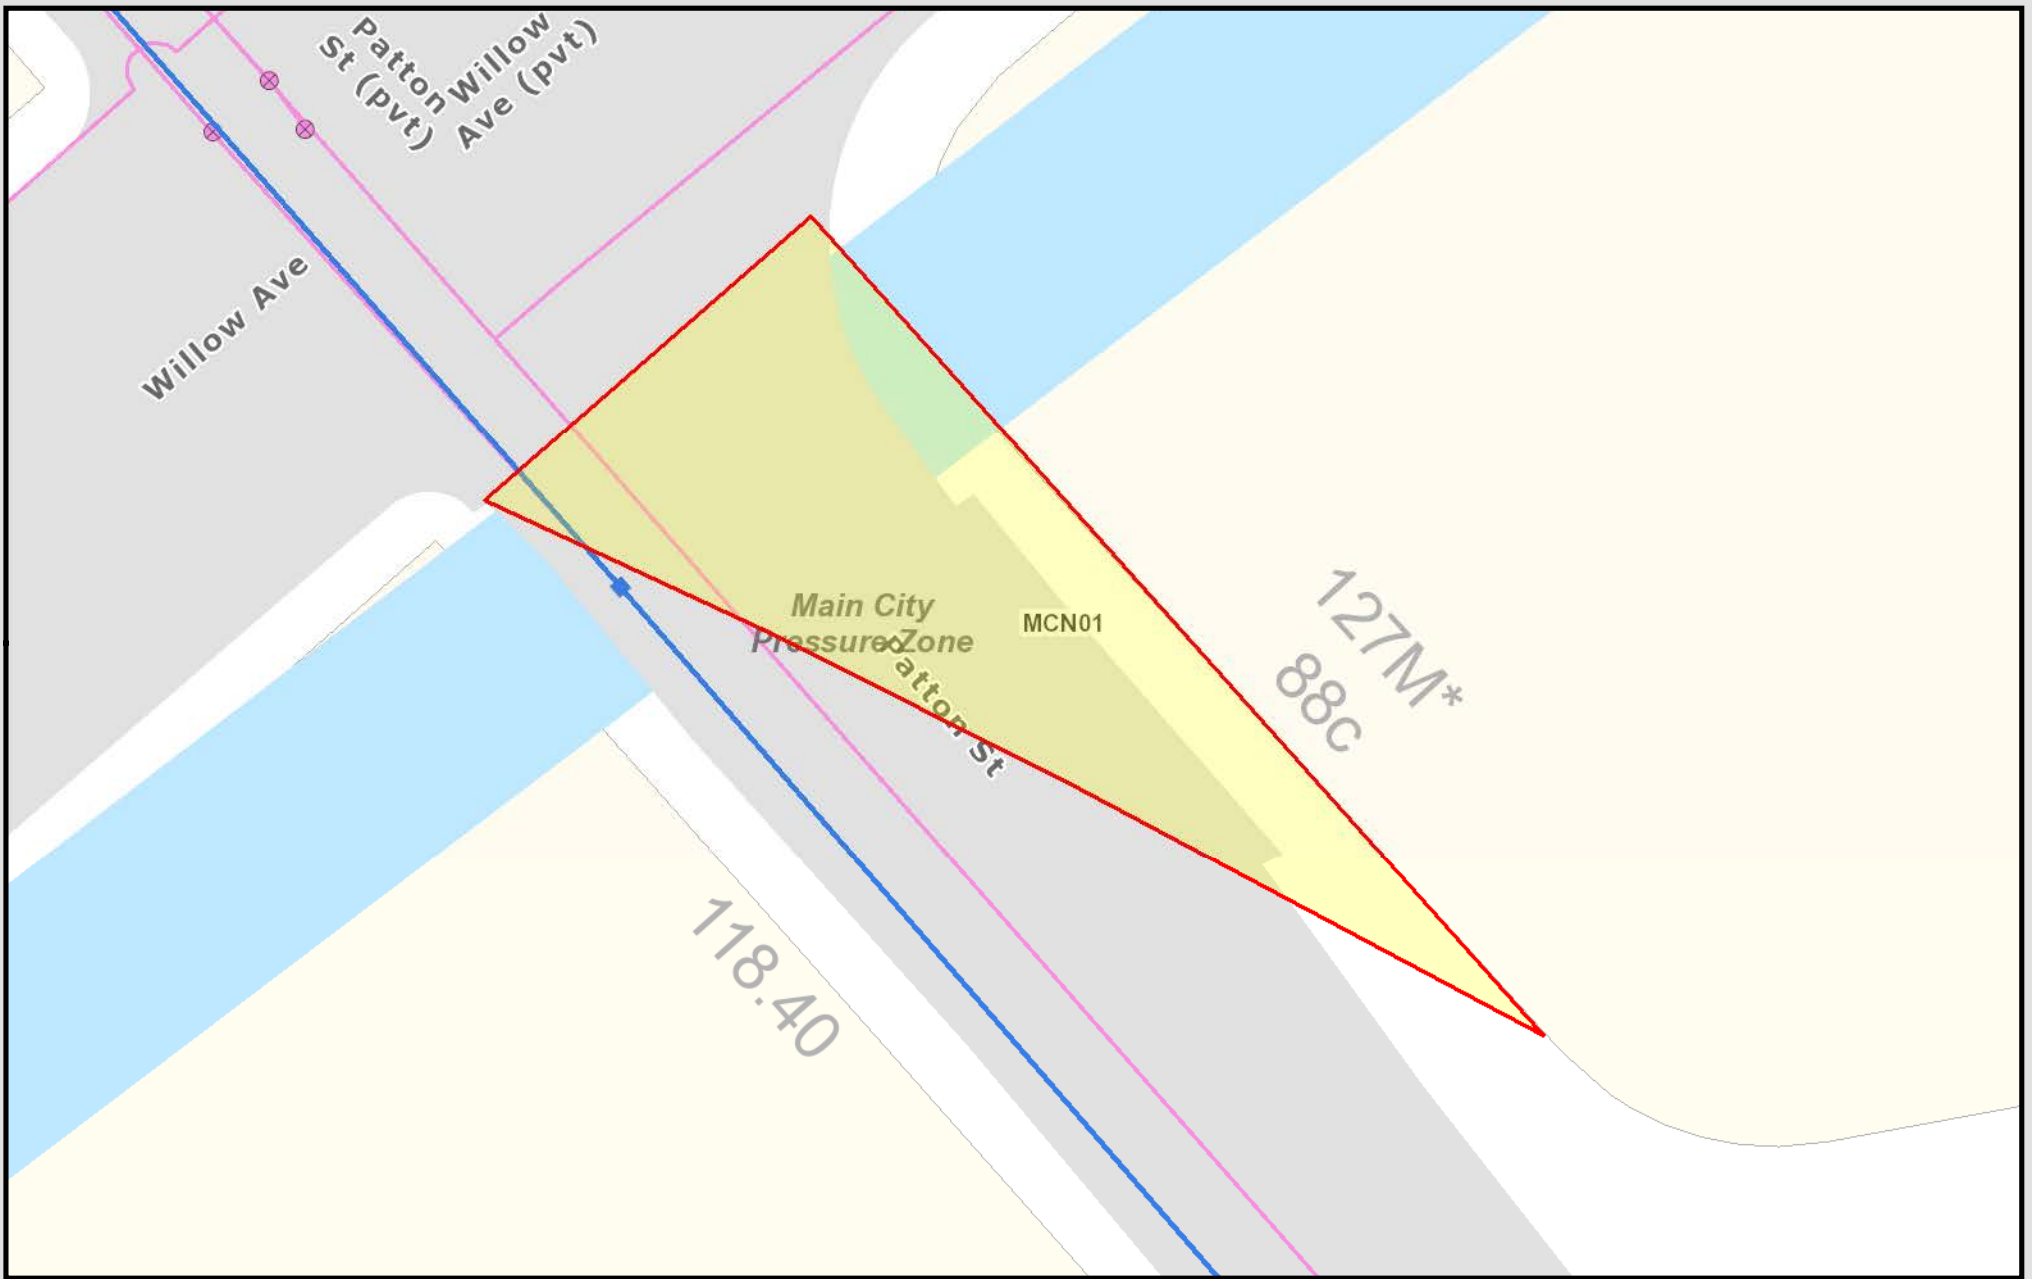 Patton
St (pvt)
Willow
Ave (pvt)
Willow Ave
Main City
Pressure Zone
MCN01
Patton St
127M*
88c
118.40